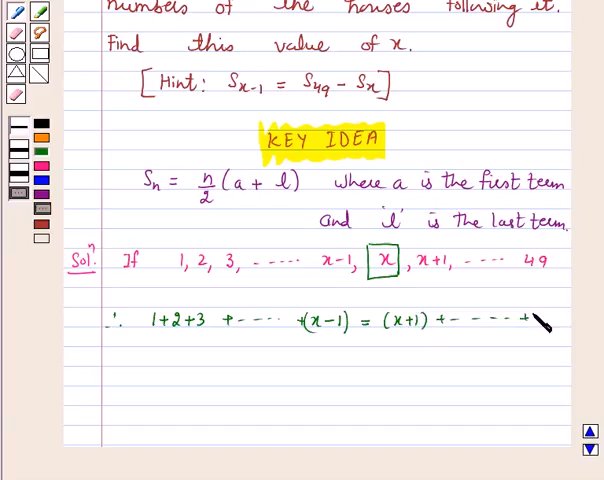 numbers of the houses following it.
Find this value of x.
[Hint: Sx-1 = S49 - Sx]
KEY IDEA
Sn = n/2 (a + l) where a is the first term
and 'l' is the last term.
Solⁿ. If 1, 2, 3, ------ x-1, x, x+1, ------ 49
∴ 1+2+3 +----- +(x-1) = (x+1) +----- +